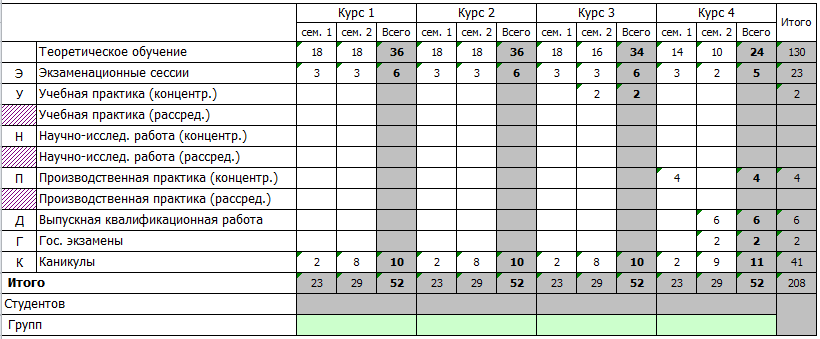 Курс 1 Курс 2 Курс 3 Курс 4 Итого
сем. 1 сем. 2 Всего сем. 1 сем. 2 Всего сем. 1 сем. 2 Всего сем. 1 сем. 2 Всего
Теоретическое обучение 18 18 36 18 18 36 18 16 34 14 10 24 130
Э Экзаменационные сессии 3 3 6 3 3 6 3 3 6 3 2 5 23
У Учебная практика (концентр.) 2 2 2
Учебная практика (рассред.)
Н Научно-исслед. работа (концентр.)
Научно-исслед. работа (рассред.)
П Производственная практика (концентр.) 4 4 4
Производственная практика (рассред.)
Д Выпускная квалификационная работа 6 6 6
Г Гос. экзамены 2 2 2
К Каникулы 2 8 10 2 8 10 2 8 10 2 9 11 41
Итого 23 29 52 23 29 52 23 29 52 23 29 52 208
Студентов
Групп